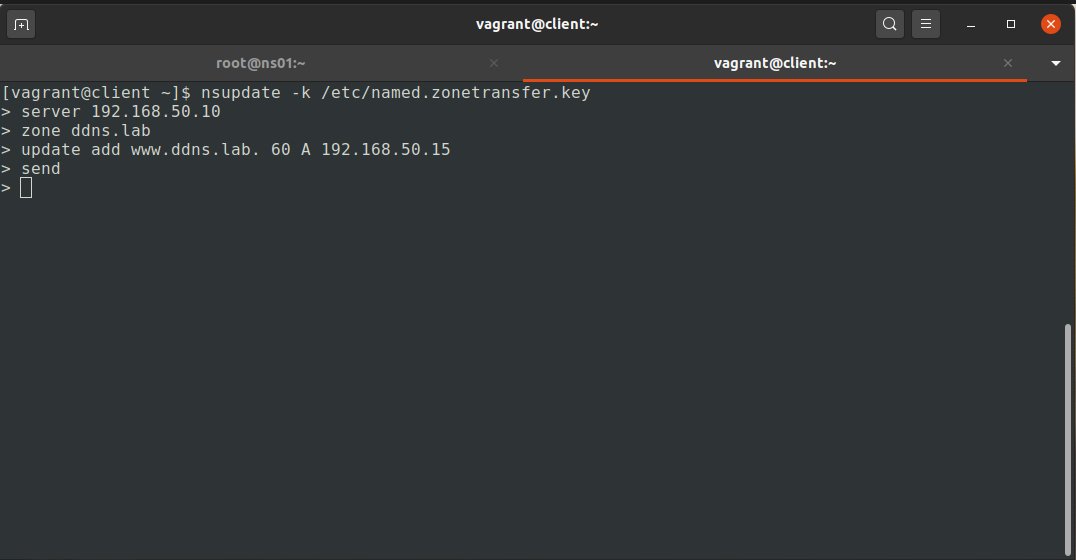 vagrant@client:~
root@ns01:~
vagrant@client:~
[vagrant@client ~]$ nsupdate -k /etc/named.zonetransfer.key
> server 192.168.50.10
> zone ddns.lab
> update add www.ddns.lab. 60 A 192.168.50.15
> send
>